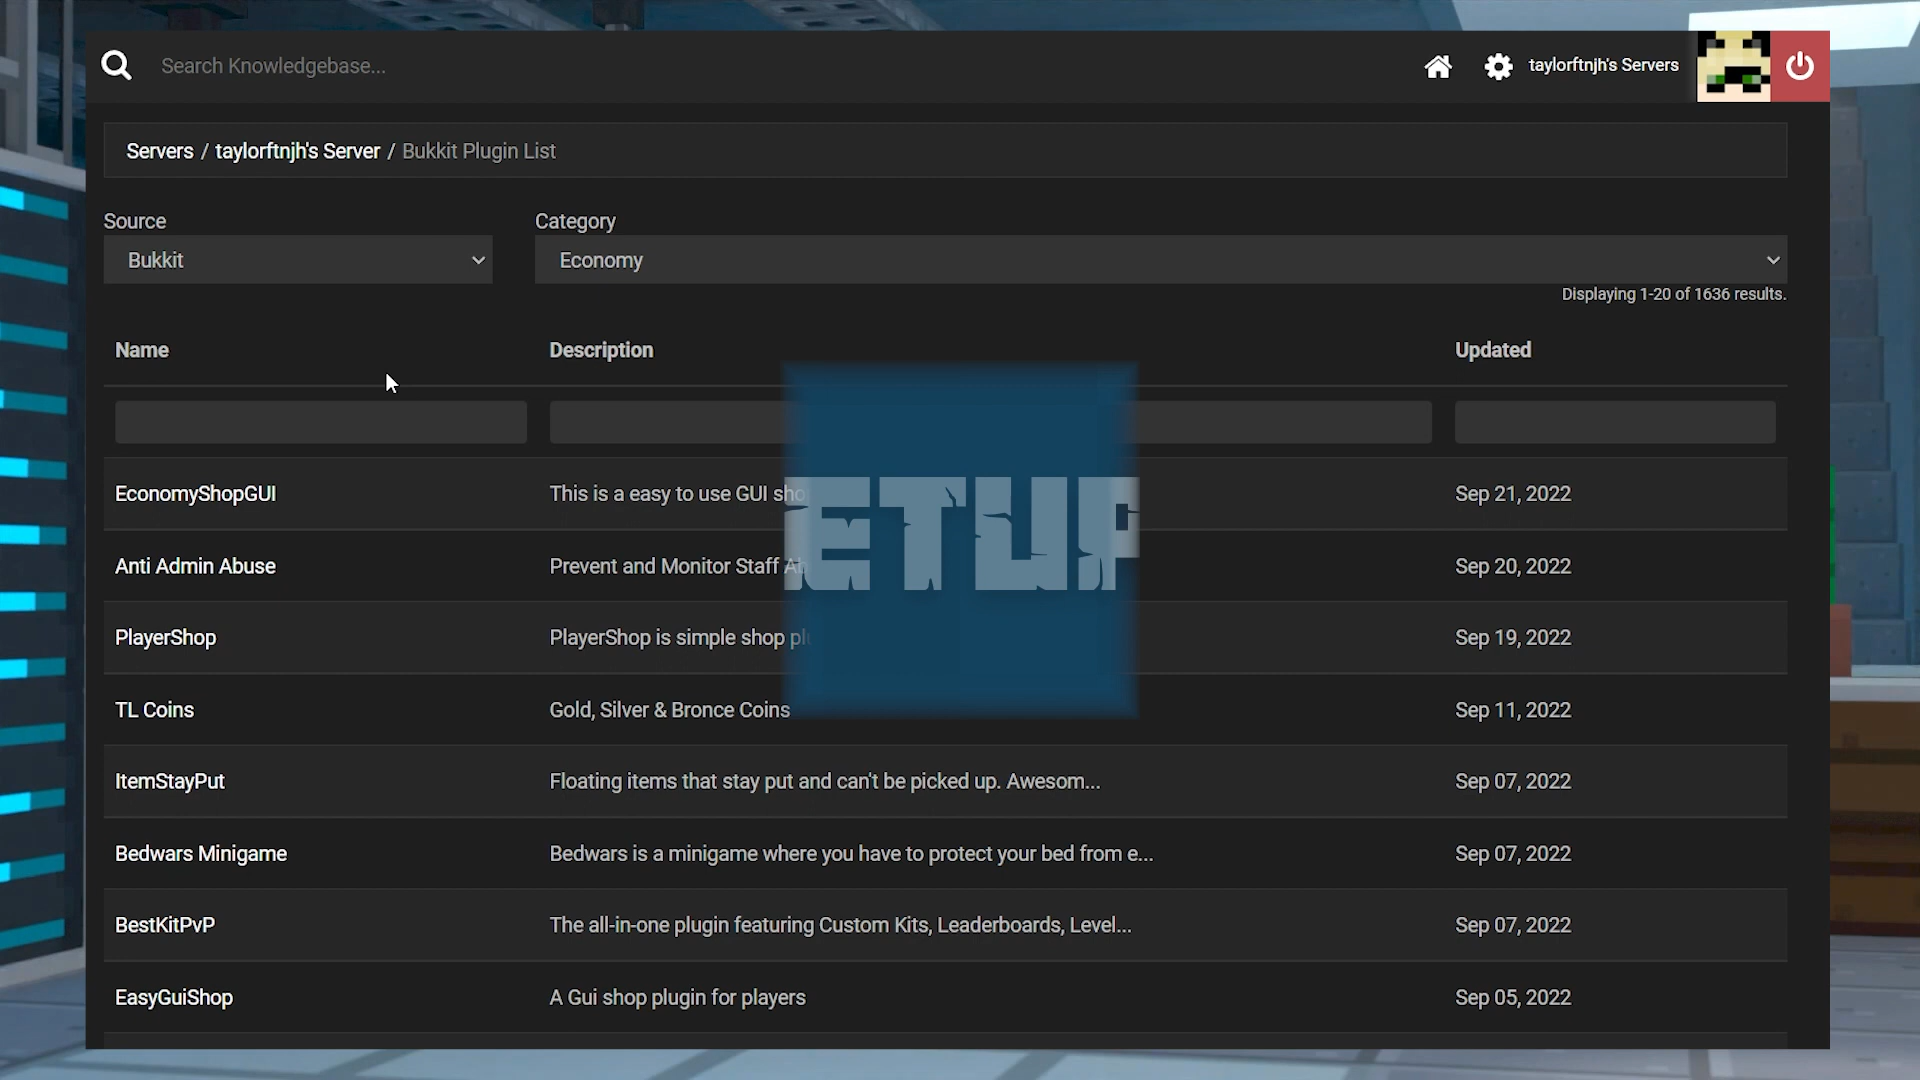 Search Knowledgebase...
taylorftnjh's Servers
Servers / taylorftnjh's Server / Bukkit Plugin List
Source
Category
Bukkit
Economy
Displaying 1-20 of 1636 results.
Name Description Updated
EconomyShopGUI This is a easy to use GUI sho Sep 21, 2022
ETUP
Anti Admin Abuse Prevent and Monitor Staff Ab Sep 20, 2022
PlayerShop PlayerShop is simple shop plu Sep 19, 2022
TL Coins Gold, Silver & Bronce Coins Sep 11, 2022
ItemStayPut Floating items that stay put and can't be picked up. Awesom... Sep 07, 2022
Bedwars Minigame Bedwars is a minigame where you have to protect your bed from e... Sep 07, 2022
BestKitPvP The all-in-one plugin featuring Custom Kits, Leaderboards, Level... Sep 07, 2022
EasyGuiShop A Gui shop plugin for players Sep 05, 2022